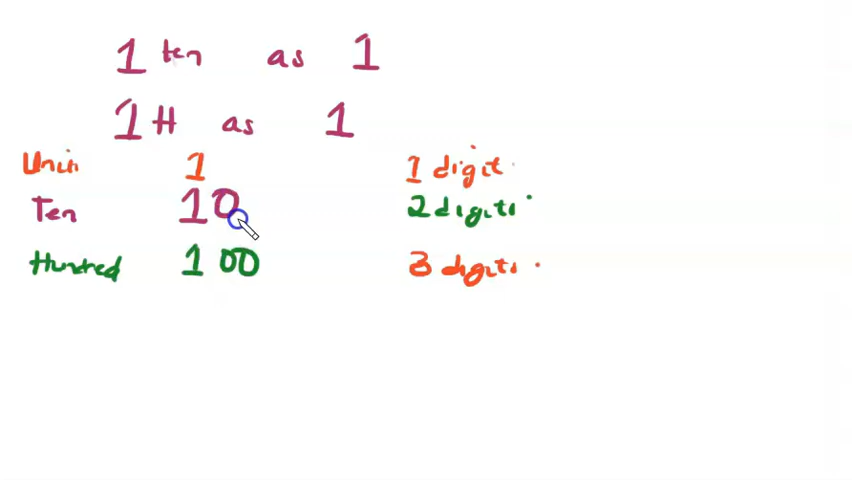 1 ten as 1
1 H as 1
Unit 1 1 digit
Ten 10 2 digits
Hundred 100 3 digits